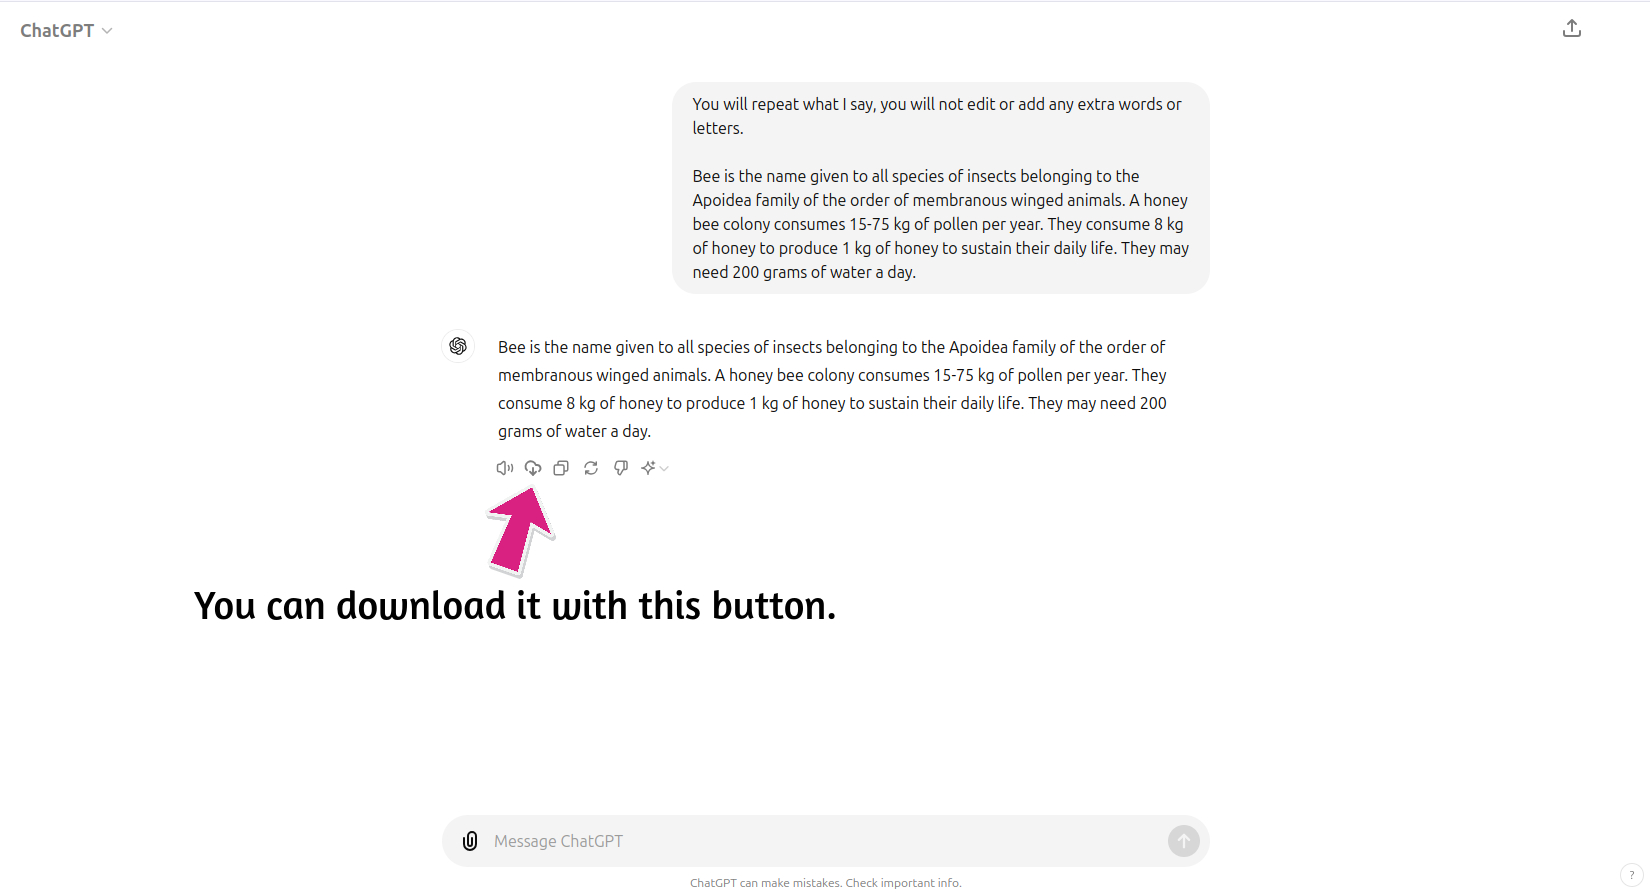 ChatGPT
You will repeat what I say, you will not edit or add any extra words or
letters.
Bee is the name given to all species of insects belonging to the
Apoidea family of the order of membranous winged animals. A honey
bee colony consumes 15-75 kg of pollen per year. They consume 8 kg
of honey to produce 1 kg of honey to sustain their daily life. They may
need 200 grams of water a day.
Bee is the name given to all species of insects belonging to the Apoidea family of the order of
membranous winged animals. A honey bee colony consumes 15-75 kg of pollen per year. They
consume 8 kg of honey to produce 1 kg of honey to sustain their daily life. They may need 200
grams of water a day.
You can download it with this button.
Message ChatGPT
ChatGPT can make mistakes. Check important info.
?